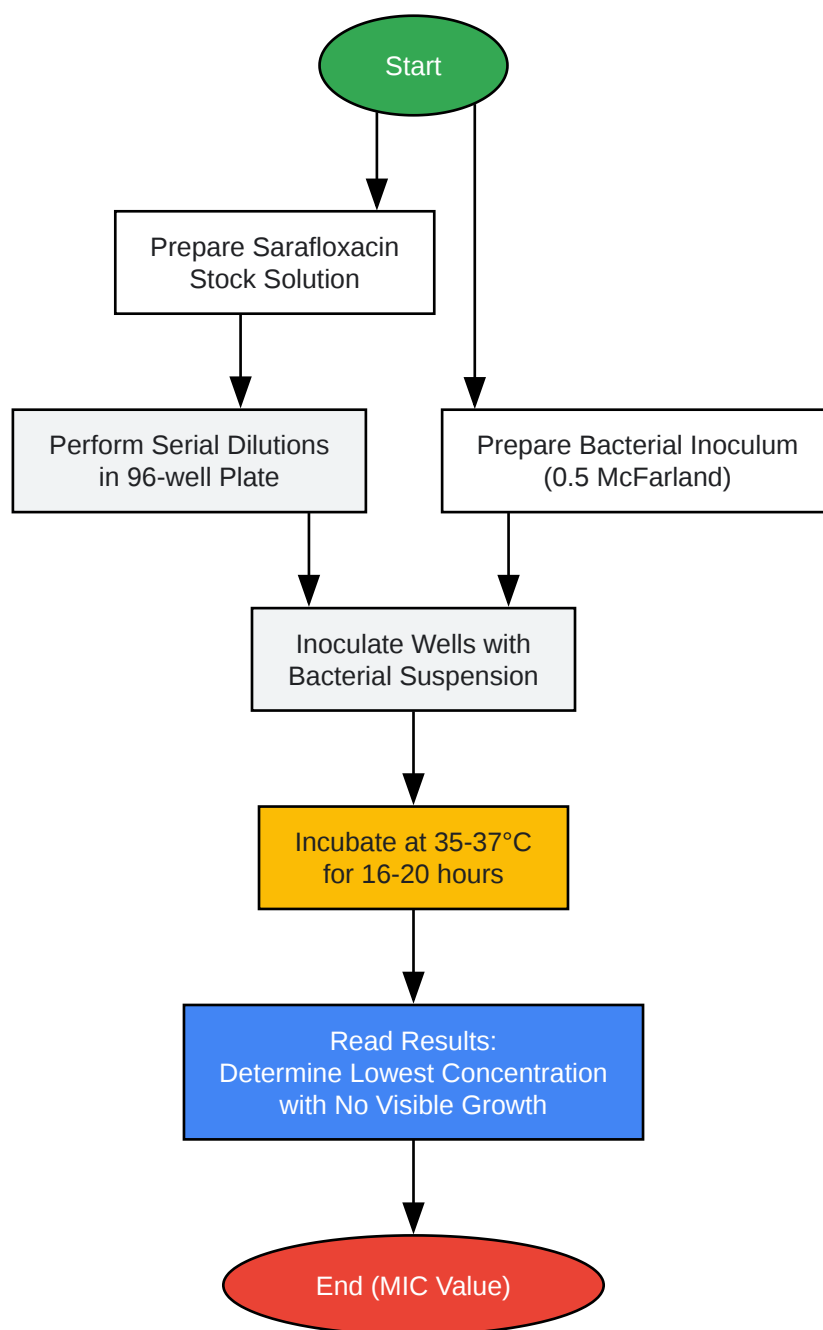 Start
Prepare Sarafloxacin
Stock Solution
Perform Serial Dilutions
in 96-well Plate
Prepare Bacterial Inoculum
(0.5 McFarland)
Inoculate Wells with
Bacterial Suspension
Incubate at 35-37°C
for 16-20 hours
Read Results:
Determine Lowest Concentration
with No Visible Growth
End (MIC Value)